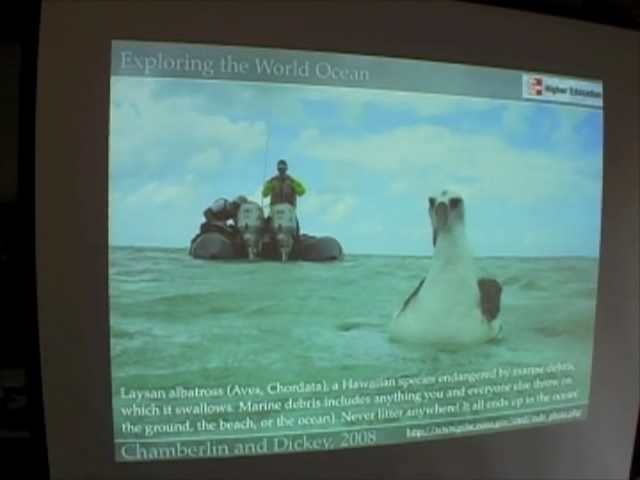 Exploring the World Ocean
Higher Education
Laysan albatross (Aves, Chordata), a Hawaiian species endangered by marine debris,
which it swallows. Marine debris includes anything you and everyone else throw on
the ground, the beach, or the ocean). Never litter anywhere! It all ends up in the ocean
Chamberlin and Dickey, 2008